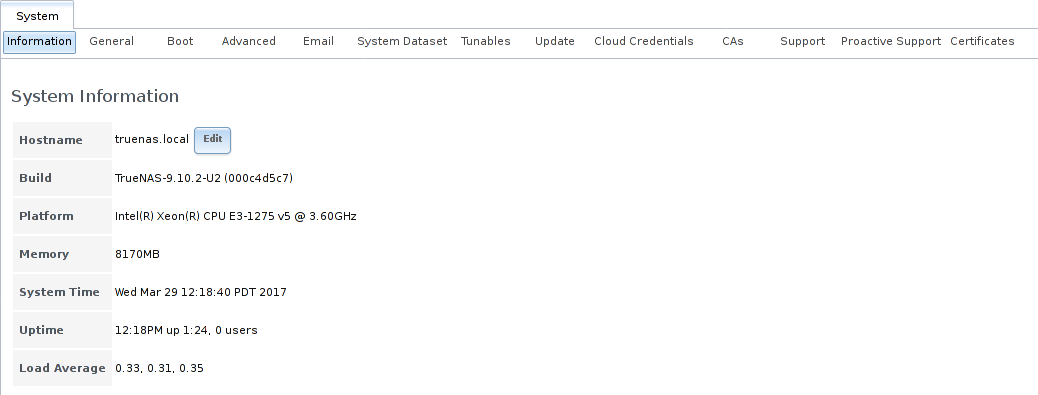 System
Information General Boot Advanced Email System Dataset Tunables Update Cloud Credentials CAs Support Proactive Support Certificates
System Information
Hostname truenas.local Edit
Build TrueNAS-9.10.2-U2 (000c4d5c7)
Platform Intel(R) Xeon(R) CPU E3-1275 v5 @ 3.60GHz
Memory 8170MB
System Time Wed Mar 29 12:18:40 PDT 2017
Uptime 12:18PM up 1:24, 0 users
Load Average 0.33, 0.31, 0.35